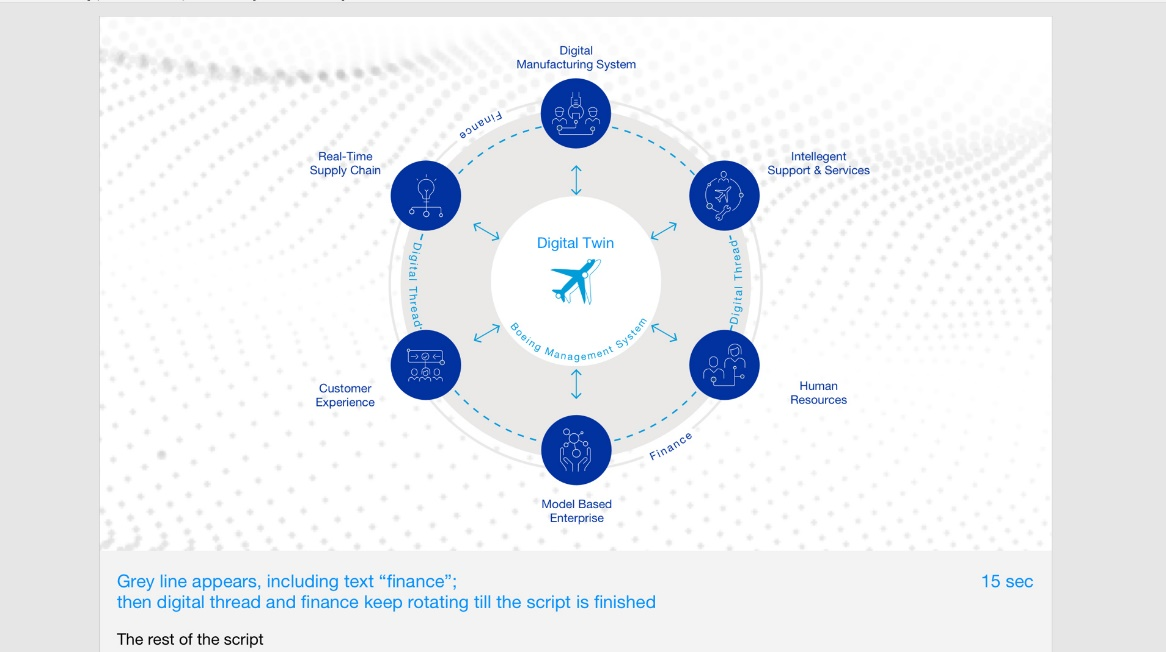 Digital
Manufacturing System
Finance
Real-Time
Supply Chain
Intellegent
Support & Services
Digital Twin
Digital Thread
Digital Thread
Boeing Management System
Customer
Experience
Human
Resources
Finance
Model Based
Enterprise
Grey line appears, including text “finance”;
15 sec
then digital thread and finance keep rotating till the script is finished
The rest of the script